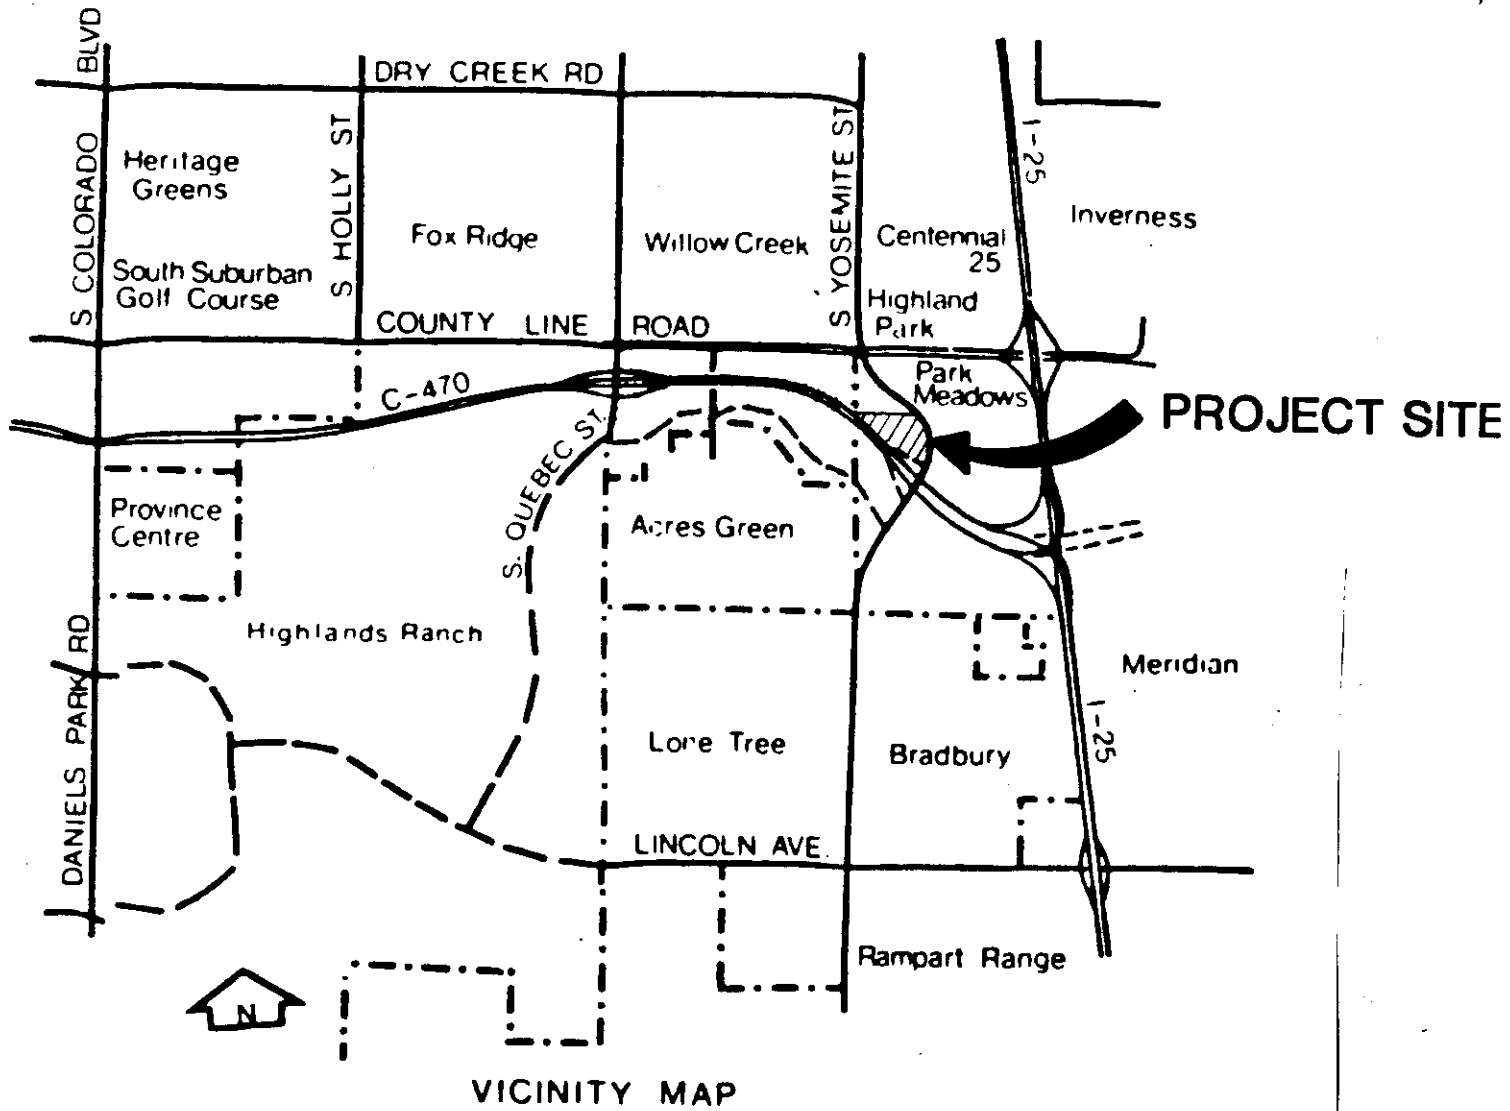 S COLORADO BLVD
DRY CREEK RD
S HOLLY ST
S YOSEMITE ST
I-25
Heritage
Greens
Fox Ridge
Willow Creek
Centennial
25
Inverness
South Suburban
Golf Course
Highland
Park
COUNTY LINE ROAD
Park
Meadows
C-470
PROJECT SITE
S. QUEBEC ST.
Province
Centre
Acres Green
Highlands Ranch
Meridian
DANIELS PARK RD
Lone Tree
Bradbury
I-25
LINCOLN AVE.
Rampart Range
N
VICINITY MAP